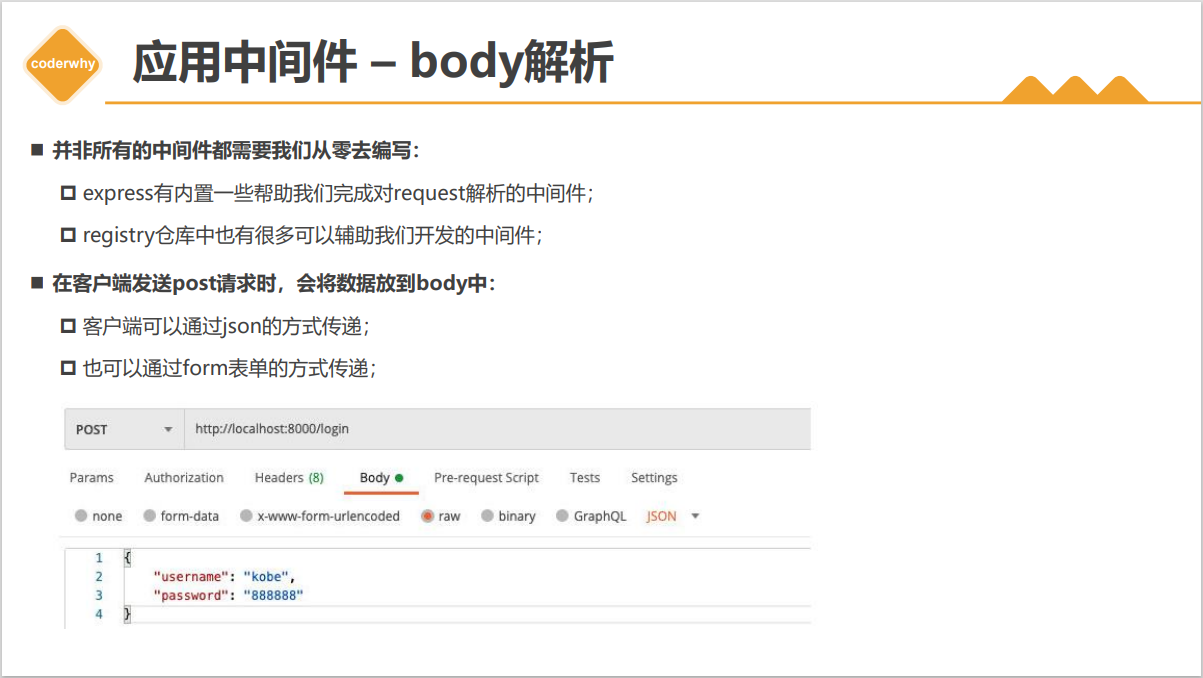 coderwhy
应用中间件 – body解析
并非所有的中间件都需要我们从零去编写：
express有内置一些帮助我们完成对request解析的中间件；
registry仓库中也有很多可以辅助我们开发的中间件；
在客户端发送post请求时，会将数据放到body中：
客户端可以通过json的方式传递；
也可以通过form表单的方式传递；
POST http://localhost:8000/login
Params Authorization Headers (8) Body Pre-request Script Tests Settings
none form-data x-www-form-urlencoded raw binary GraphQL JSON
1 {
2 "username": "kobe",
3 "password": "888888"
4 }